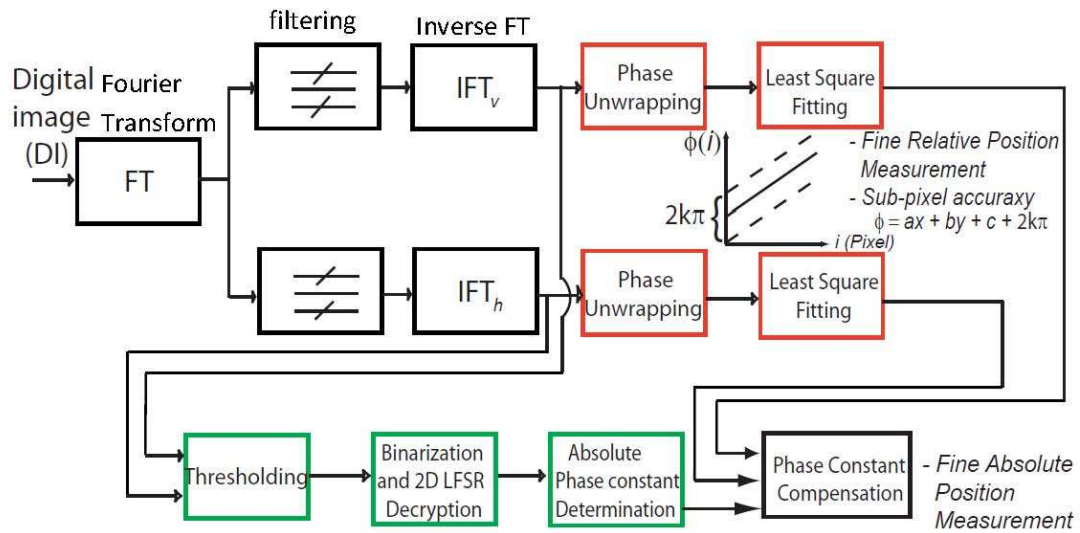 filtering
Inverse FT
Digital
image
(DI)
Fourier
Transform
FT
IFTv
Phase
Unwrapping
Least Square
Fitting
ϕ(i)
2kπ
i (Pixel)
- Fine Relative Position
Measurement
- Sub-pixel accuraxy
ϕ = ax + by + c + 2kπ
IFTh
Phase
Unwrapping
Least Square
Fitting
Thresholding
Binarization
and 2D LFSR
Decryption
Absolute
Phase constant
Determination
Phase Constant
Compensation
- Fine Absolute
Position
Measurement